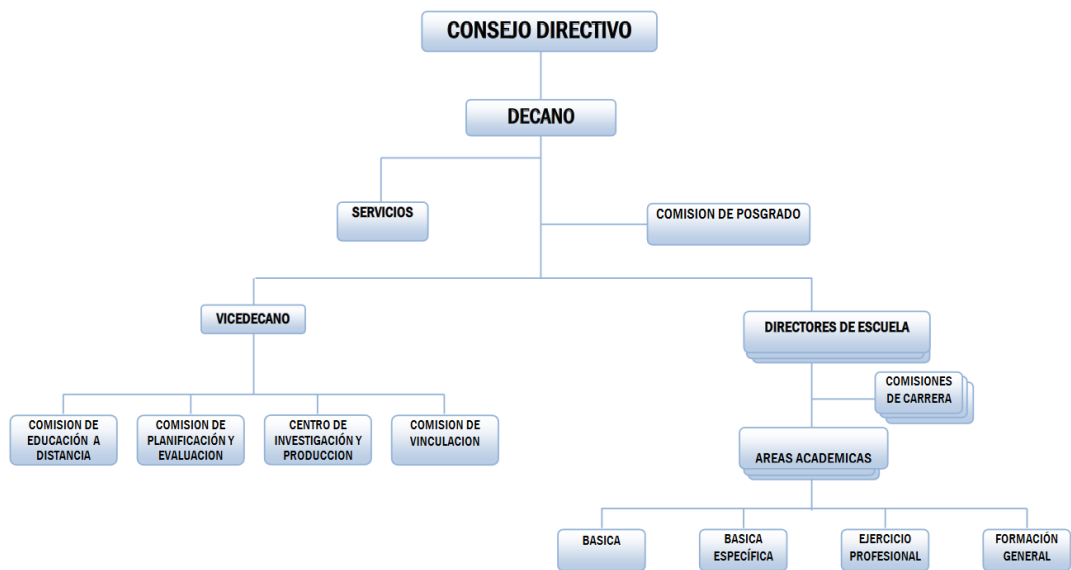 CONSEJO DIRECTIVO
DECANO
SERVICIOS
COMISION DE POSGRADO
VICEDECANO
DIRECTORES DE ESCUELA
COMISIONES
DE CARRERA
COMISION DE
EDUCACIÓN A
DISTANCIA
COMISION DE
PLANIFICACIÓN Y
EVALUACION
CENTRO DE
INVESTIGACIÓN Y
PRODUCCION
COMISION DE
VINCULACION
AREAS ACADEMICAS
BASICA
BASICA
ESPECÍFICA
EJERCICIO
PROFESIONAL
FORMACIÓN
GENERAL